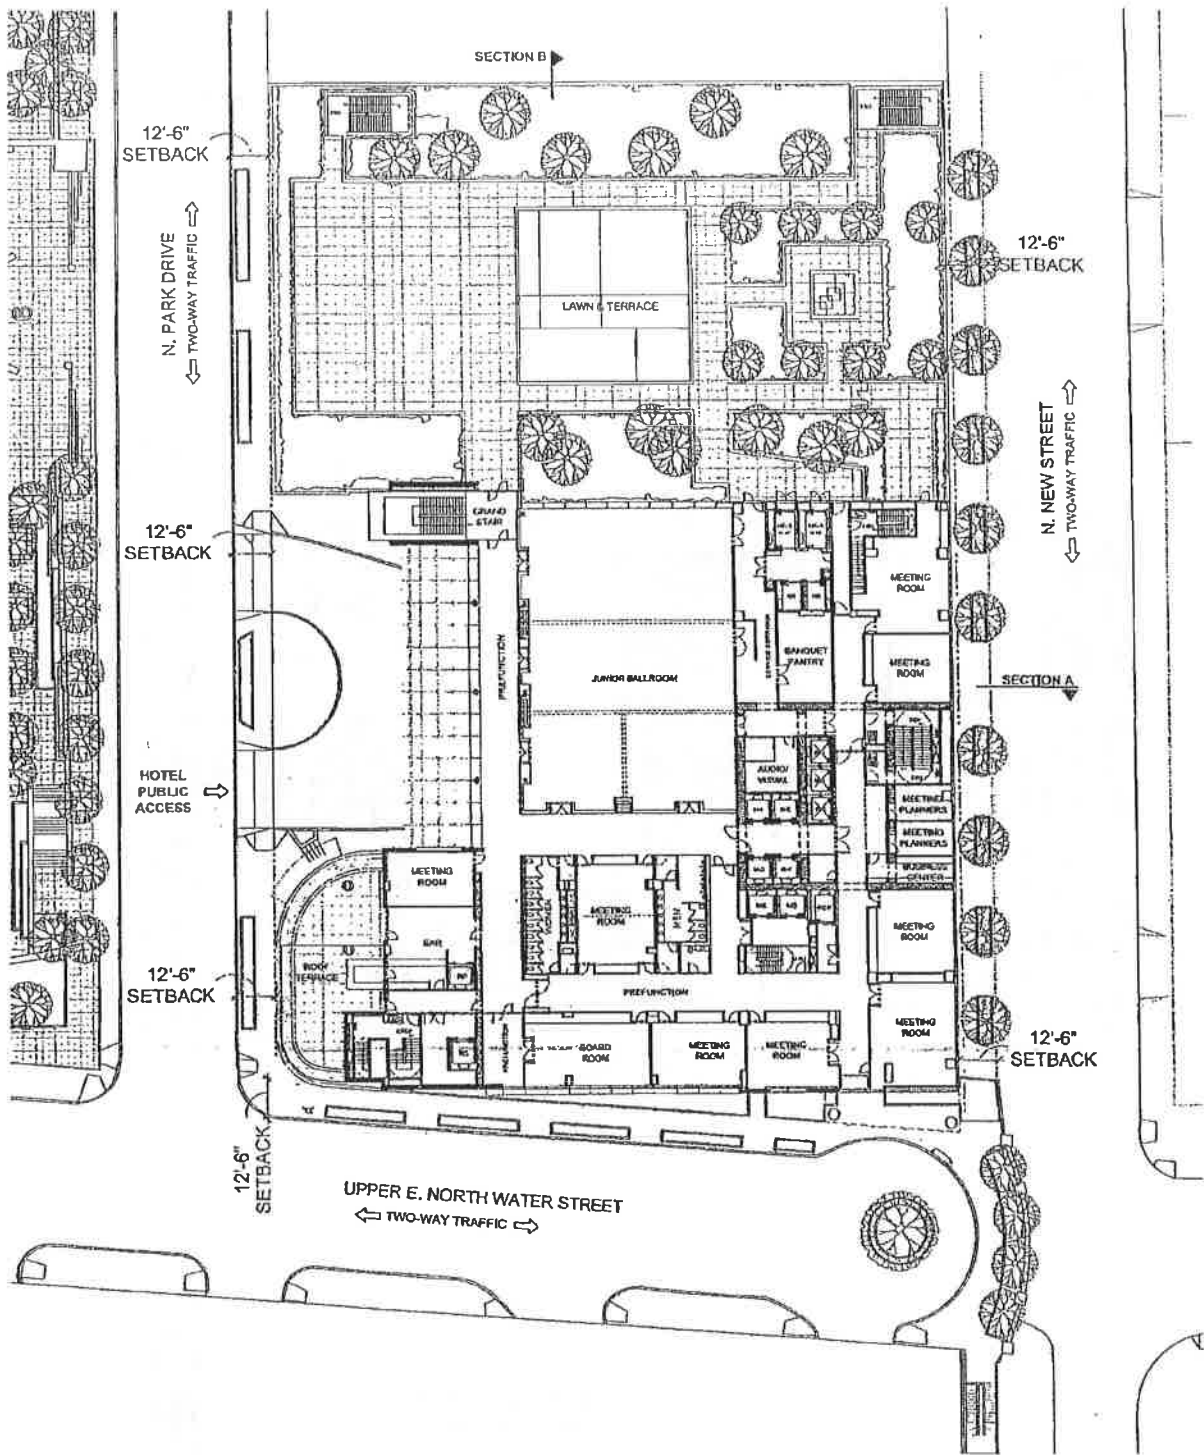 SECTION B
12'-6"
SETBACK
N. PARK DRIVE
TWO-WAY TRAFFIC
12'-6"
SETBACK
LAWN & TERRACE
N. NEW STREET
TWO-WAY TRAFFIC
GRAND
STAIR
12'-6"
SETBACK
MEETING
ROOM
PREFUNCTION
JUNIOR BALLROOM
BANQUET
PANTRY
MEETING
ROOM
SECTION A
HOTEL
PUBLIC
ACCESS
AUDIO/
VISUAL
MEETING
PLANNERS
MEETING
PLANNERS
BUSINESS
CENTER
MEETING
ROOM
WOMEN
MEETING
ROOM
MEN
MEETING
ROOM
BAR
ROOF
TERRACE
12'-6"
SETBACK
PREFUNCTION
MEETING
ROOM
BOARD
ROOM
MEETING
ROOM
MEETING
ROOM
12'-6"
SETBACK
12'-6"
SETBACK
UPPER E. NORTH WATER STREET
TWO-WAY TRAFFIC